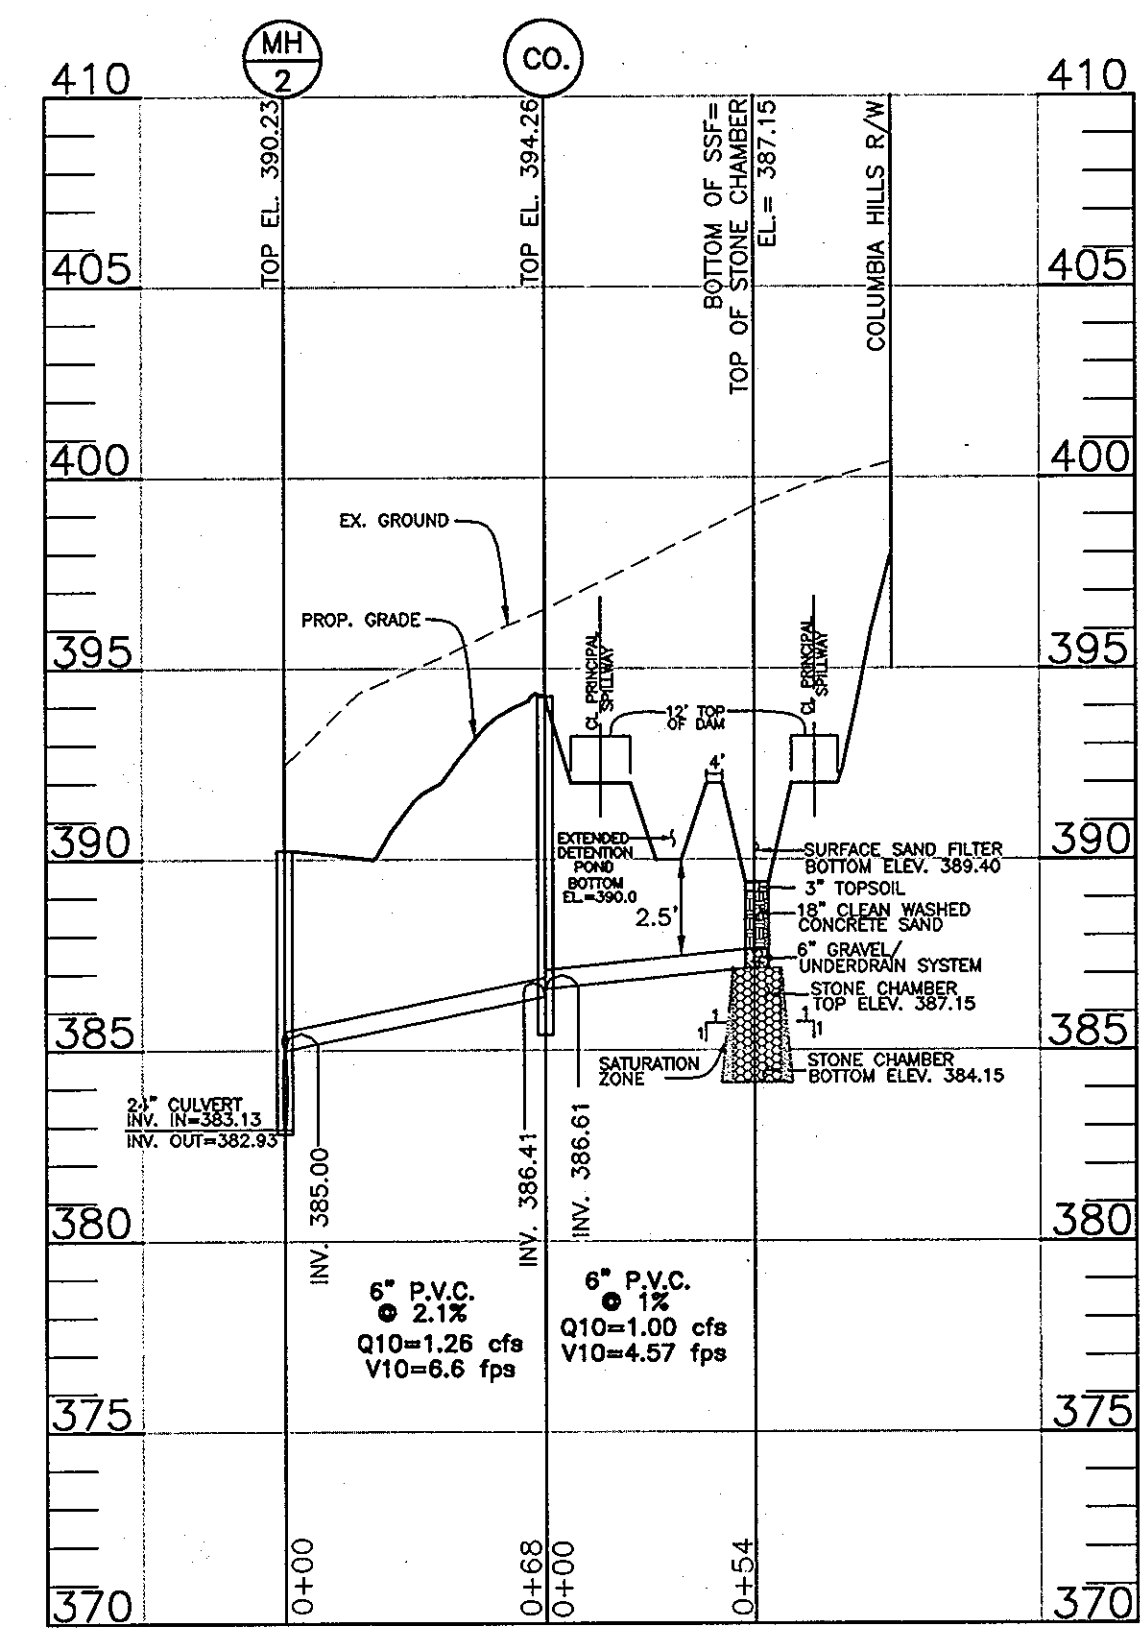 MH
2
CO.
410
410
TOP EL. 390.23
TOP EL. 394.26
BOTTOM OF SSF=
TOP OF STONE CHAMBER
EL.= 387.15
COLUMBIA HILLS R/W
405
405
400
400
EX. GROUND
PROP. GRADE
395
395
CL PRINCIPAL
SPILLWAY
CL PRINCIPAL
SPILLWAY
12' TOP
OF DAM
4'
390
390
EXTENDED
DETENTION
POND
BOTTOM
EL.=390.0
2.5'
SURFACE SAND FILTER
BOTTOM ELEV. 389.40
3" TOPSOIL
18" CLEAN WASHED
CONCRETE SAND
6" GRAVEL/
UNDERDRAIN SYSTEM
STONE CHAMBER
TOP ELEV. 387.15
1
1
1
1
385
385
SATURATION
ZONE
STONE CHAMBER
BOTTOM ELEV. 384.15
24" CULVERT
INV. IN=383.13
INV. OUT=382.93
INV. 385.00
INV. 386.41
INV. 386.61
380
380
6" P.V.C.
@ 2.1%
Q10=1.26 cfs
V10=6.6 fps
6" P.V.C.
@ 1%
Q10=1.00 cfs
V10=4.57 fps
375
375
0+00
0+68
0+00
0+54
370
370